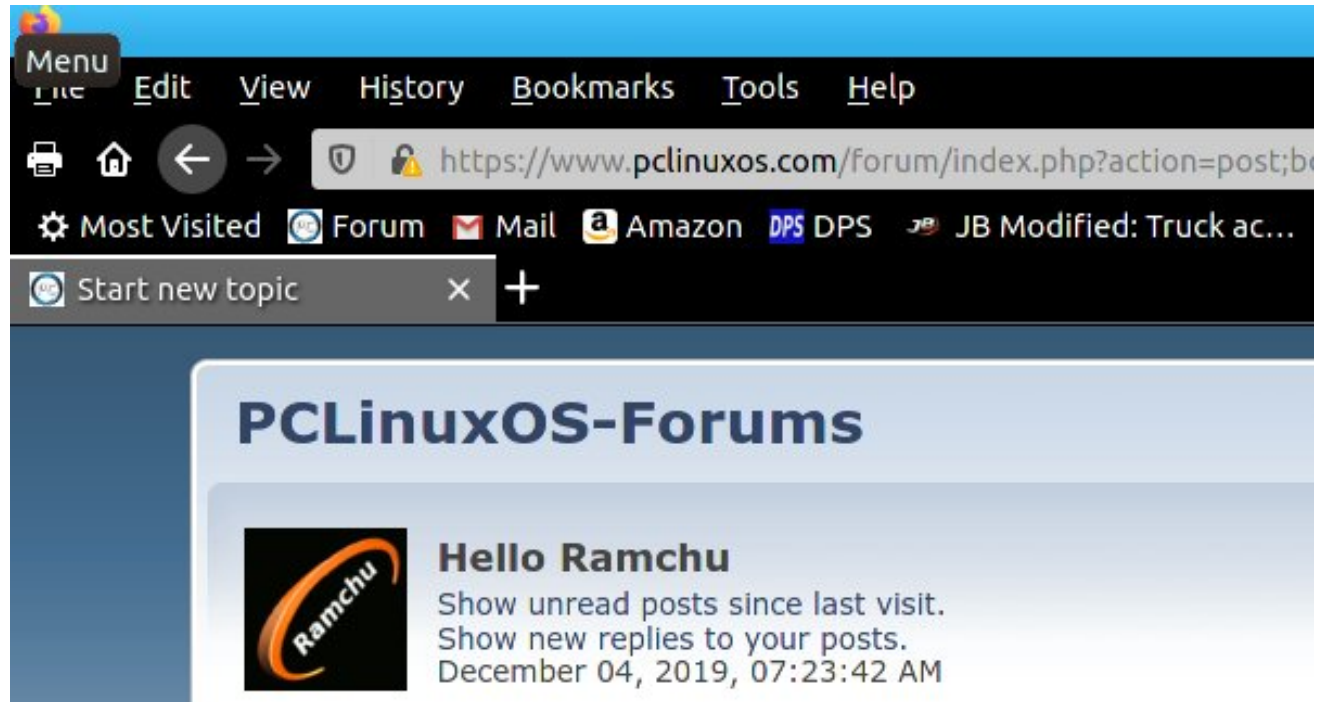 Menu
File Edit View History Bookmarks Tools Help
https://www.pclinuxos.com/forum/index.php?action=post;bo
Most Visited Forum Mail Amazon DPS DPS JB JB Modified: Truck ac...
Start new topic
PCLinuxOS-Forums
Ramchu
Hello Ramchu
Show unread posts since last visit.
Show new replies to your posts.
December 04, 2019, 07:23:42 AM